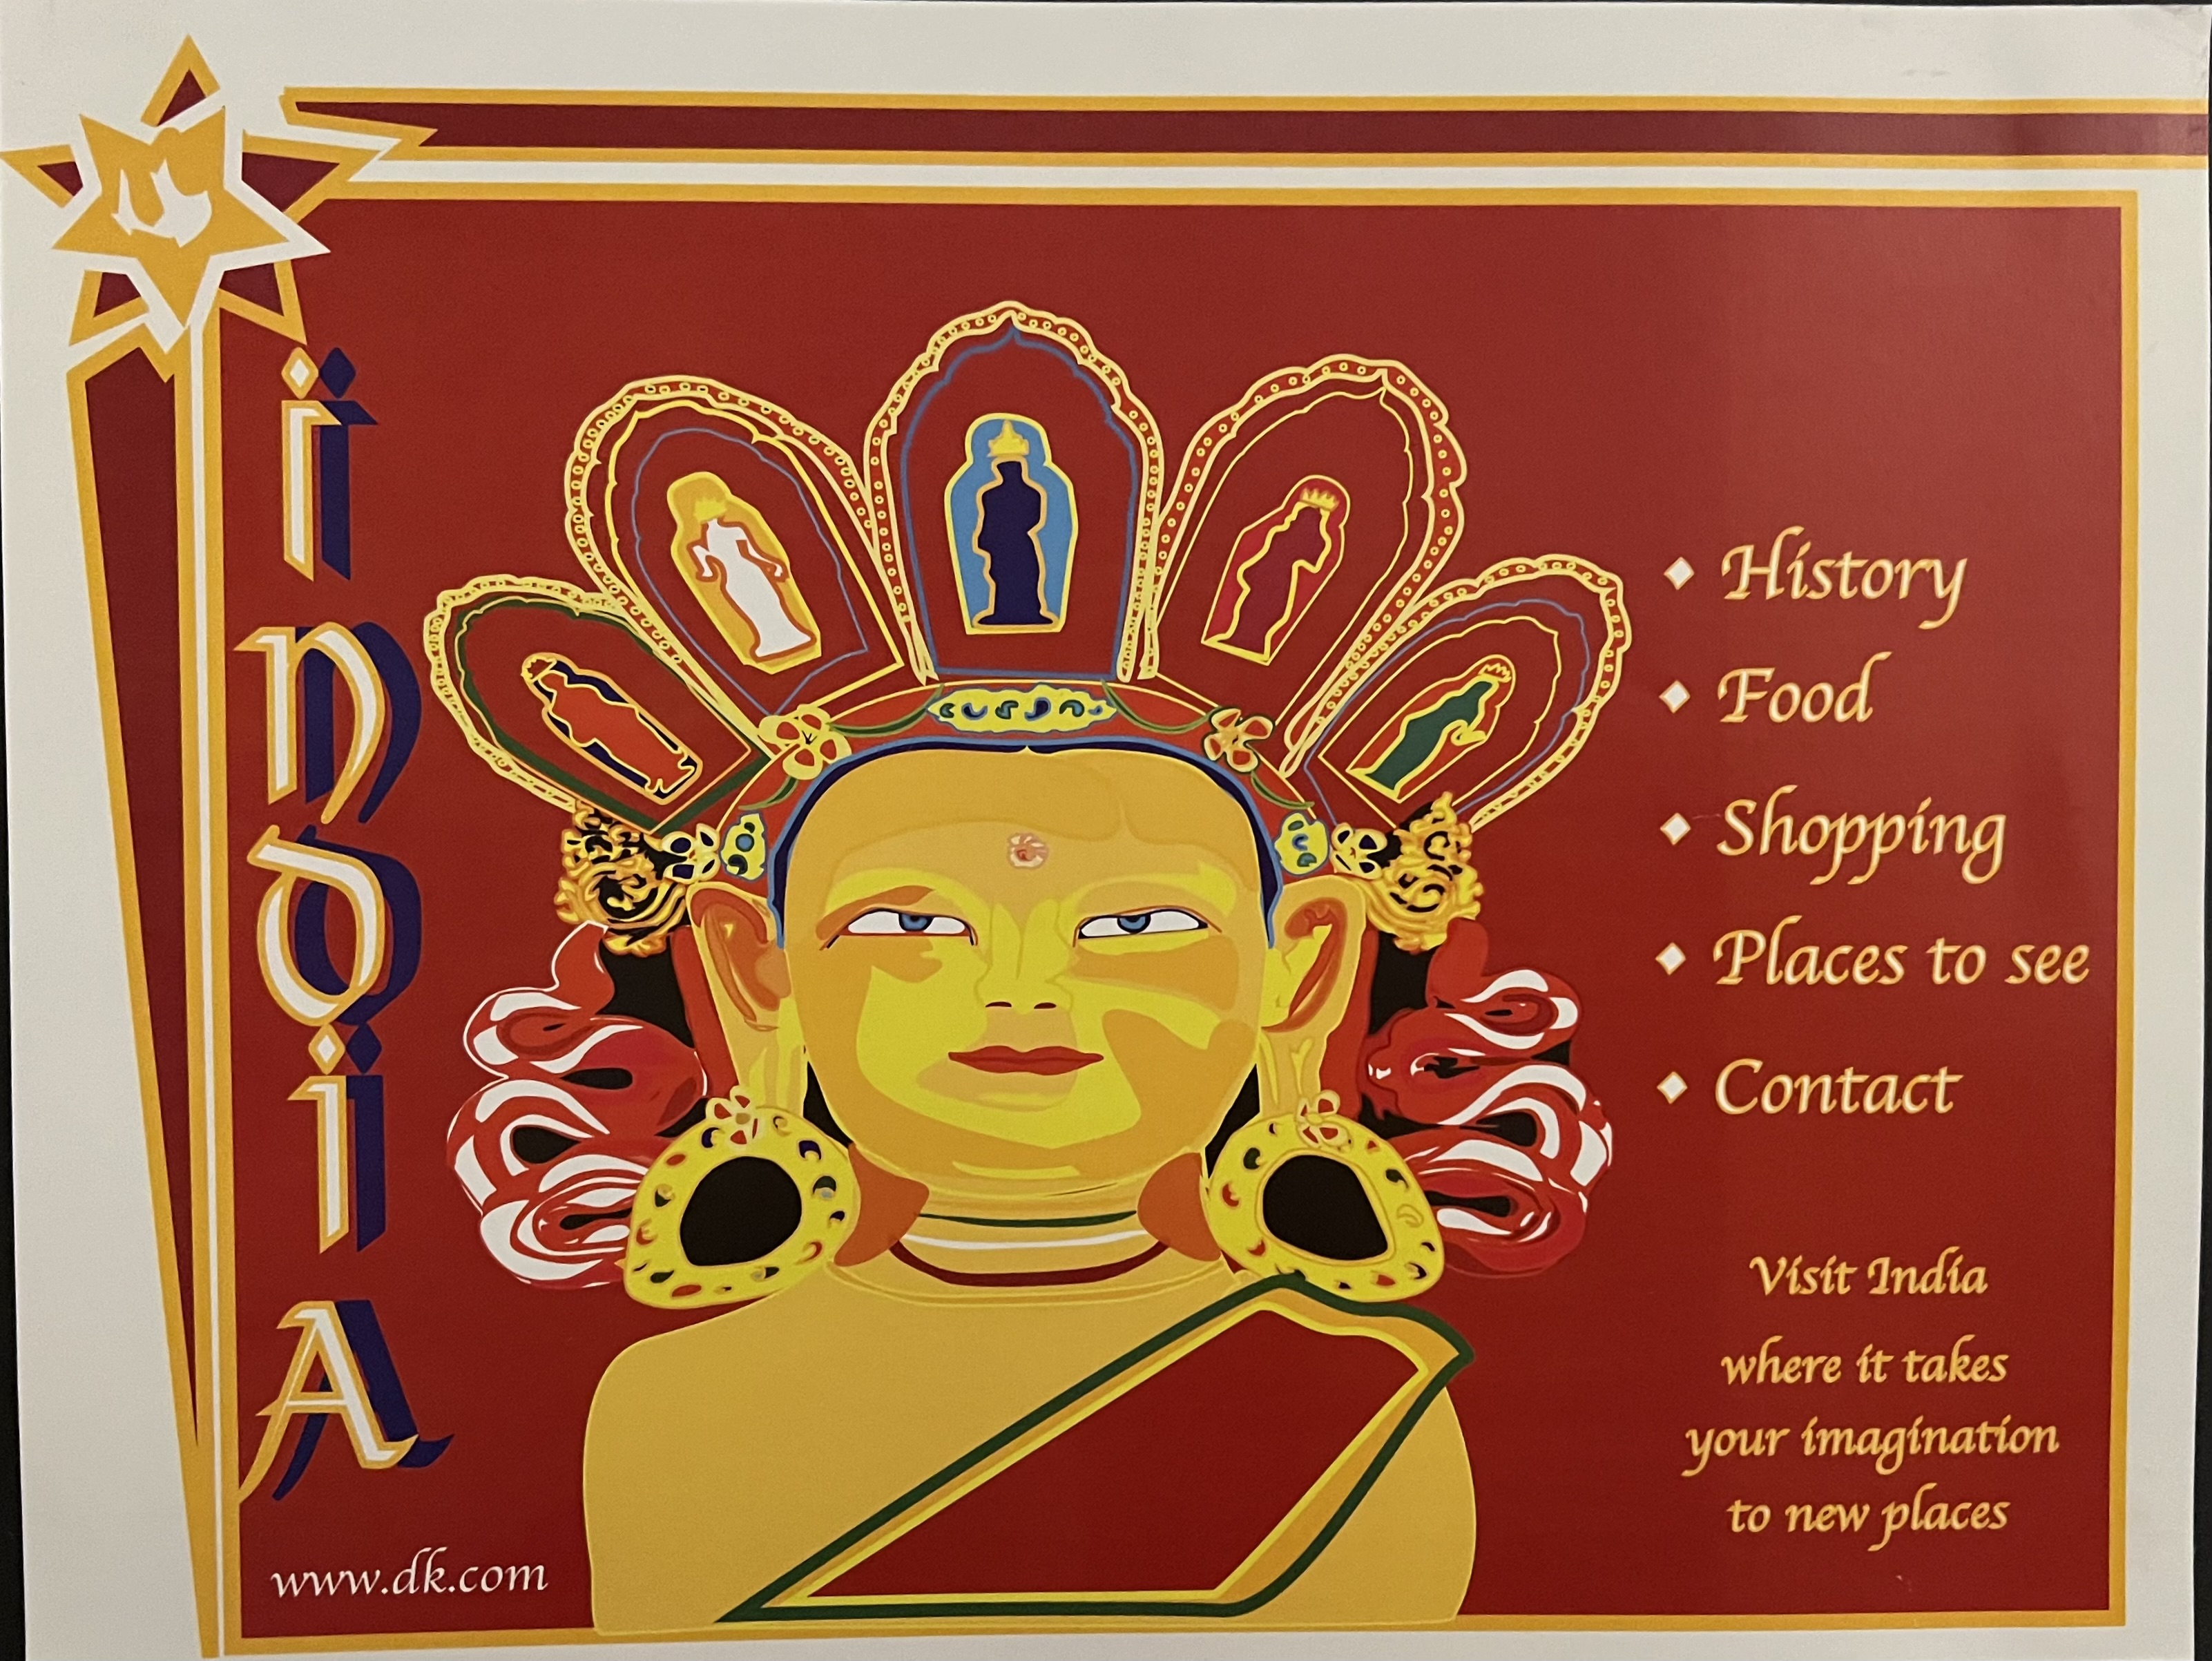 inDiA
History
Food
Shopping
Places to see
Contact
Visit India
where it takes
your imagination
to new places
www.dk.com